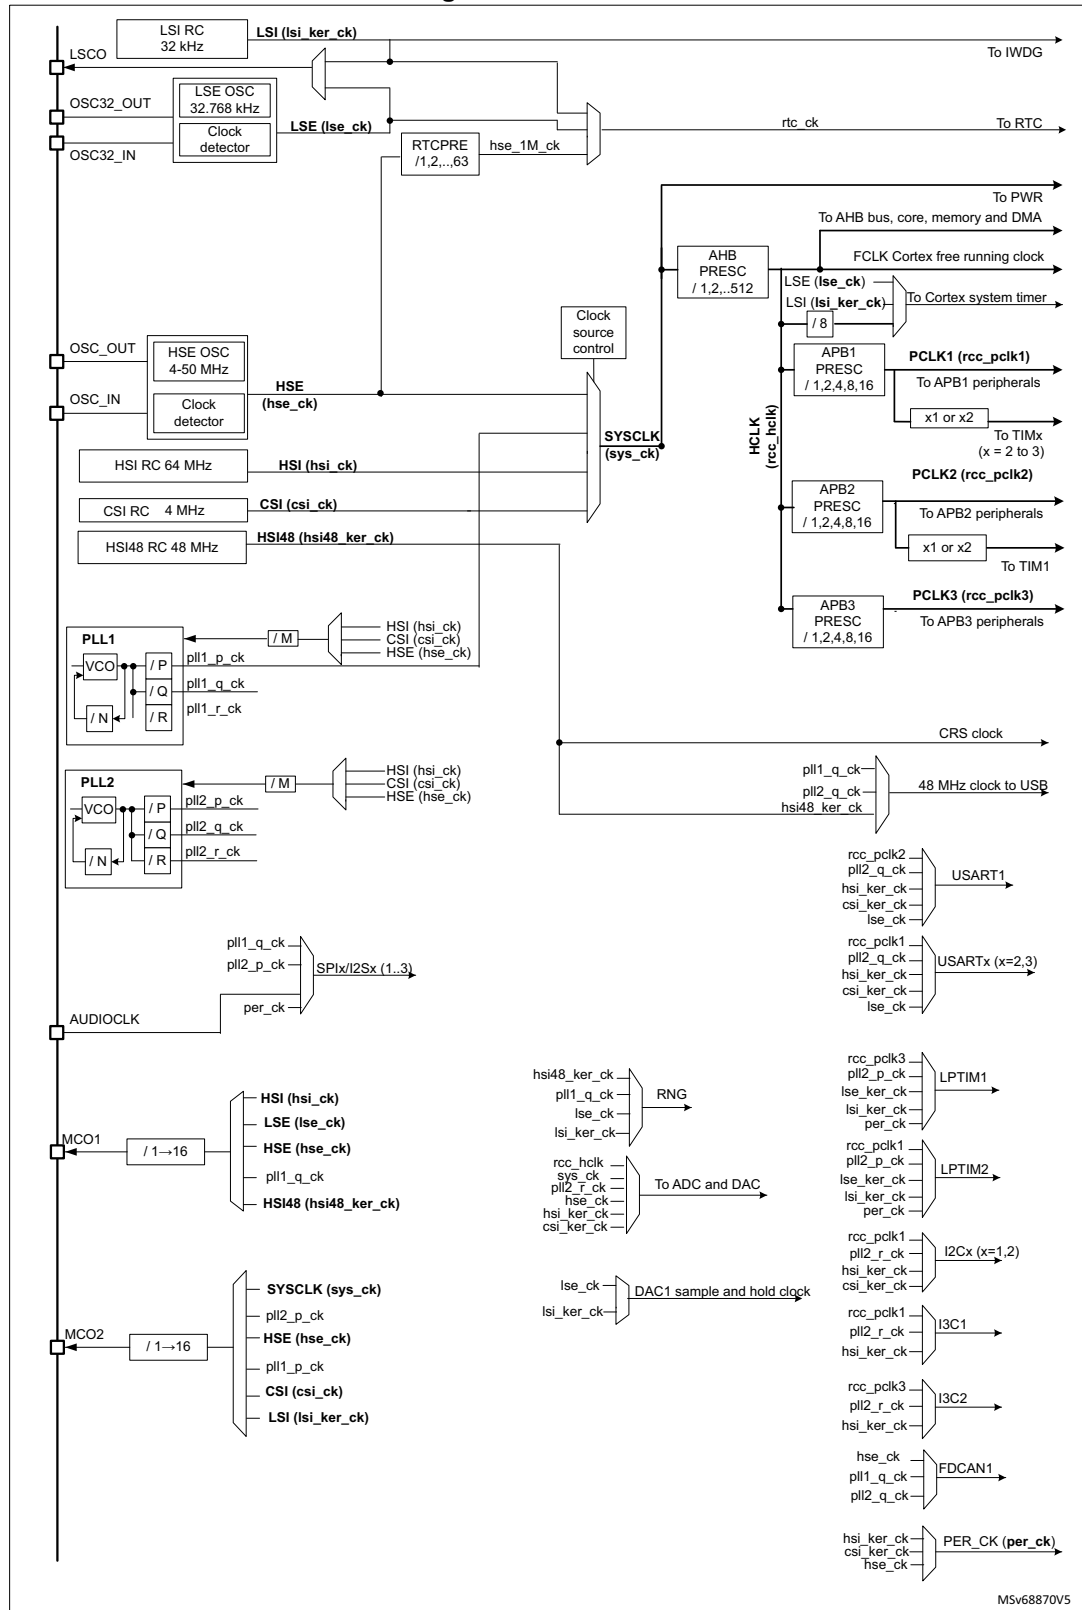 LSI RC
32 kHz
LSI (lsi_ker_ck)
To IWDG
LSCO
OSC32_OUT
LSE OSC
32.768 kHz
Clock
detector
LSE (lse_ck)
OSC32_IN
RTCPRE
/1,2,..,63
hse_1M_ck
rtc_ck
To RTC
To PWR
To AHB bus, core, memory and DMA
AHB
PRESC
/ 1,2,..512
FCLK Cortex free running clock
LSE (lse_ck)
LSI (lsi_ker_ck)
To Cortex system timer
/ 8
Clock
source
control
OSC_OUT
HSE OSC
4-50 MHz
OSC_IN
Clock
detector
HSE
(hse_ck)
APB1
PRESC
/ 1,2,4,8,16
PCLK1 (rcc_pclk1)
To APB1 peripherals
x1 or x2
To TIMx
(x = 2 to 3)
HCLK
(rcc_hclk)
SYSCLK
(sys_ck)
HSI RC 64 MHz
HSI (hsi_ck)
CSI RC 4 MHz
CSI (csi_ck)
HSI48 RC 48 MHz
HSI48 (hsi48_ker_ck)
PCLK2 (rcc_pclk2)
APB2
PRESC
/ 1,2,4,8,16
To APB2 peripherals
x1 or x2
To TIM1
APB3
PRESC
/ 1,2,4,8,16
PCLK3 (rcc_pclk3)
To APB3 peripherals
PLL1
VCO
/ N
/ P
/ Q
/ R
/ M
HSI (hsi_ck)
CSI (csi_ck)
HSE (hse_ck)
pll1_p_ck
pll1_q_ck
pll1_r_ck
CRS clock
PLL2
VCO
/ N
/ P
/ Q
/ R
/ M
HSI (hsi_ck)
CSI (csi_ck)
HSE (hse_ck)
pll2_p_ck
pll2_q_ck
pll2_r_ck
pll1_q_ck
pll2_q_ck
hsi48_ker_ck
48 MHz clock to USB
rcc_pclk2
pll2_q_ck
hsi_ker_ck
csi_ker_ck
lse_ck
USART1
rcc_pclk1
pll2_q_ck
hsi_ker_ck
csi_ker_ck
lse_ck
USARTx (x=2,3)
pll1_q_ck
pll2_p_ck
SPIx/I2Sx (1..3)
per_ck
AUDIOCLK
rcc_pclk3
pll2_p_ck
lse_ker_ck
lsi_ker_ck
per_ck
LPTIM1
hsi48_ker_ck
pll1_q_ck
lse_ck
lsi_ker_ck
RNG
MCO1
/ 1→16
HSI (hsi_ck)
LSE (lse_ck)
HSE (hse_ck)
pll1_q_ck
HSI48 (hsi48_ker_ck)
rcc_pclk1
pll2_p_ck
lse_ker_ck
lsi_ker_ck
per_ck
LPTIM2
rcc_hclk
sys_ck
pll2_r_ck
hse_ck
hsi_ker_ck
csi_ker_ck
To ADC and DAC
rcc_pclk1
pll2_r_ck
hsi_ker_ck
csi_ker_ck
I2Cx (x=1,2)
lse_ck
lsi_ker_ck
DAC1 sample and hold clock
MCO2
/ 1→16
SYSCLK (sys_ck)
pll2_p_ck
HSE (hse_ck)
pll1_p_ck
CSI (csi_ck)
LSI (lsi_ker_ck)
rcc_pclk1
pll2_r_ck
hsi_ker_ck
I3C1
rcc_pclk3
pll2_r_ck
hsi_ker_ck
I3C2
hse_ck
pll1_q_ck
pll2_q_ck
FDCAN1
hsi_ker_ck
csi_ker_ck
hse_ck
PER_CK (per_ck)
MSv68870V5